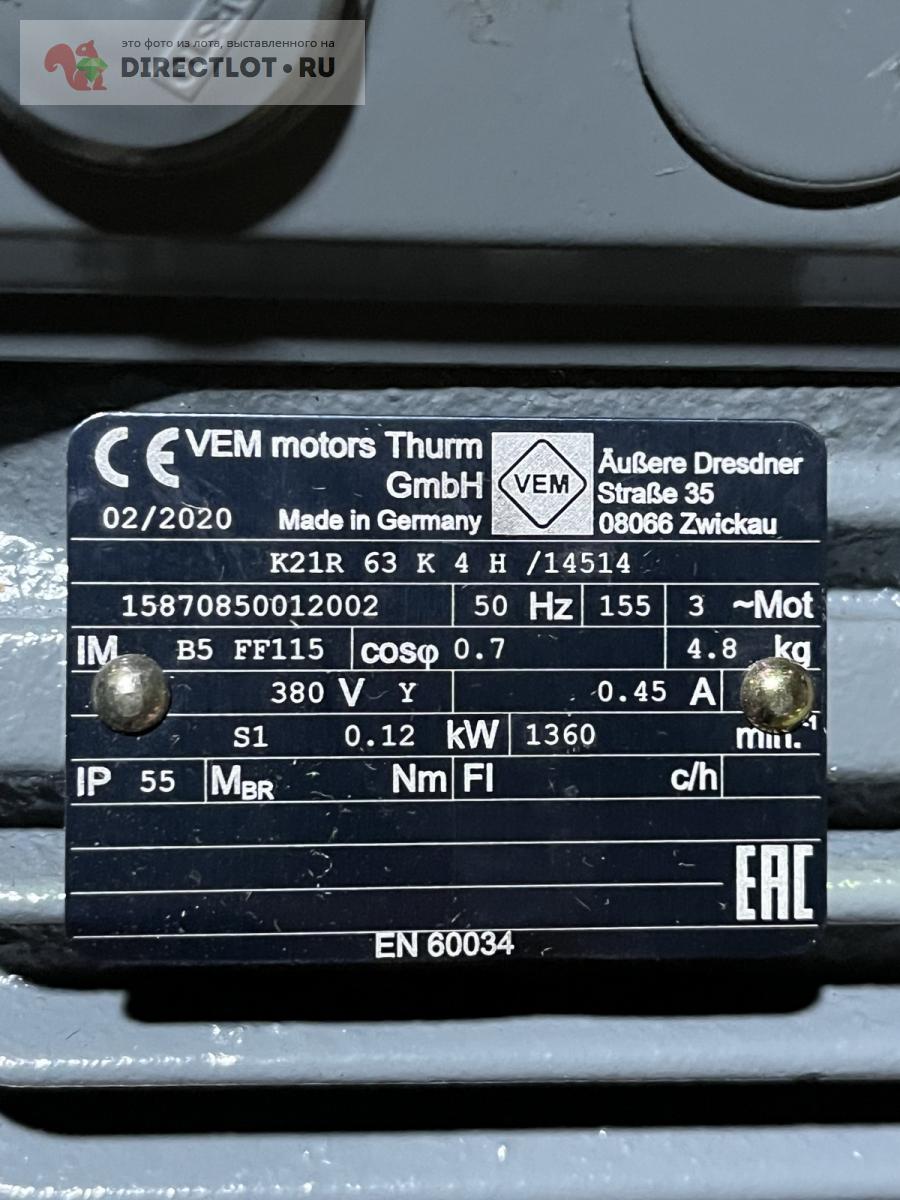 это фото из лота, выставленного на
DIRECTLOT•RU
CE VEM motors Thurm
GmbH
02/2020 Made in Germany
VEM
Äußere Dresdner
Straße 35
08066 Zwickau
K21R 63 K 4 H /14514
15870850012002 50 Hz 155 3 ~Mot
IM B5 FF115 cosφ 0.7 4.8 kg
380 V Y 0.45 A
S1 0.12 kW 1360 min.-1
IP 55 MBR Nm FI c/h
EAC
EN 60034